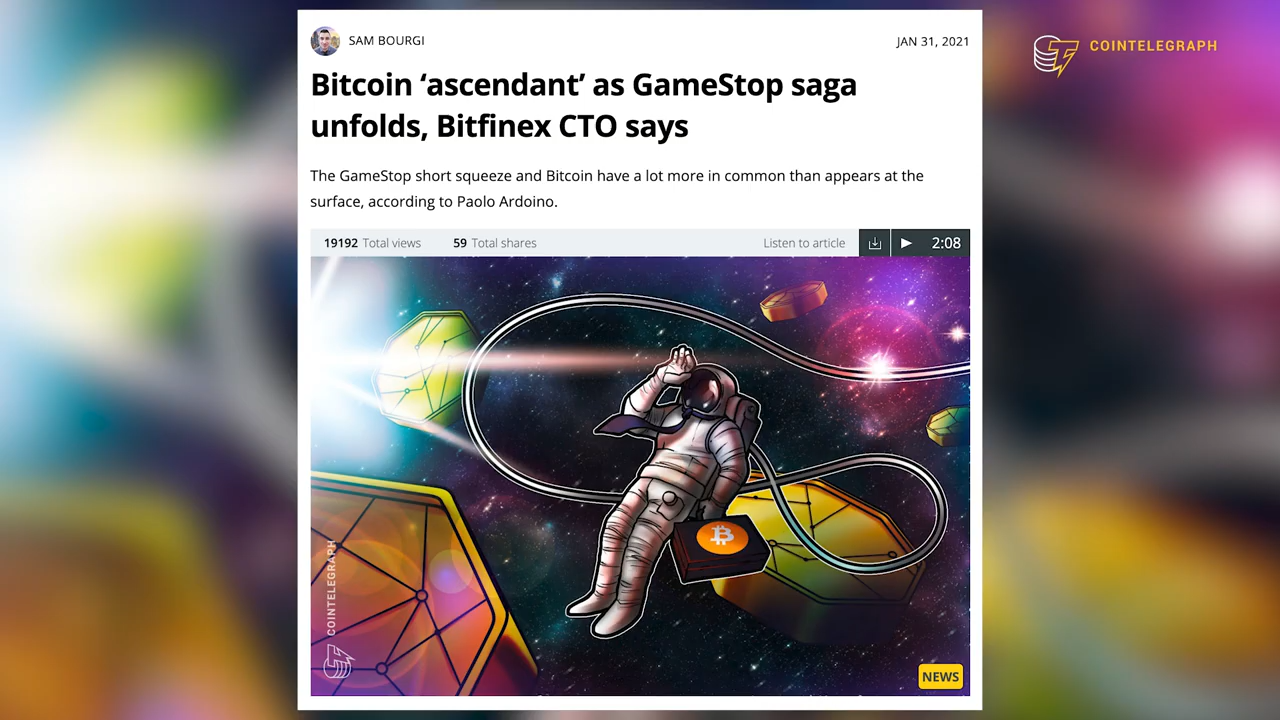 SAM BOURGI
JAN 31, 2021
COINTELEGRAPH
Bitcoin ‘ascendant’ as GameStop saga
unfolds, Bitfinex CTO says
The GameStop short squeeze and Bitcoin have a lot more in common than appears at the
surface, according to Paolo Ardoino.
19192 Total views 59 Total shares Listen to article 2:08
COINTELEGRAPH
NEWS